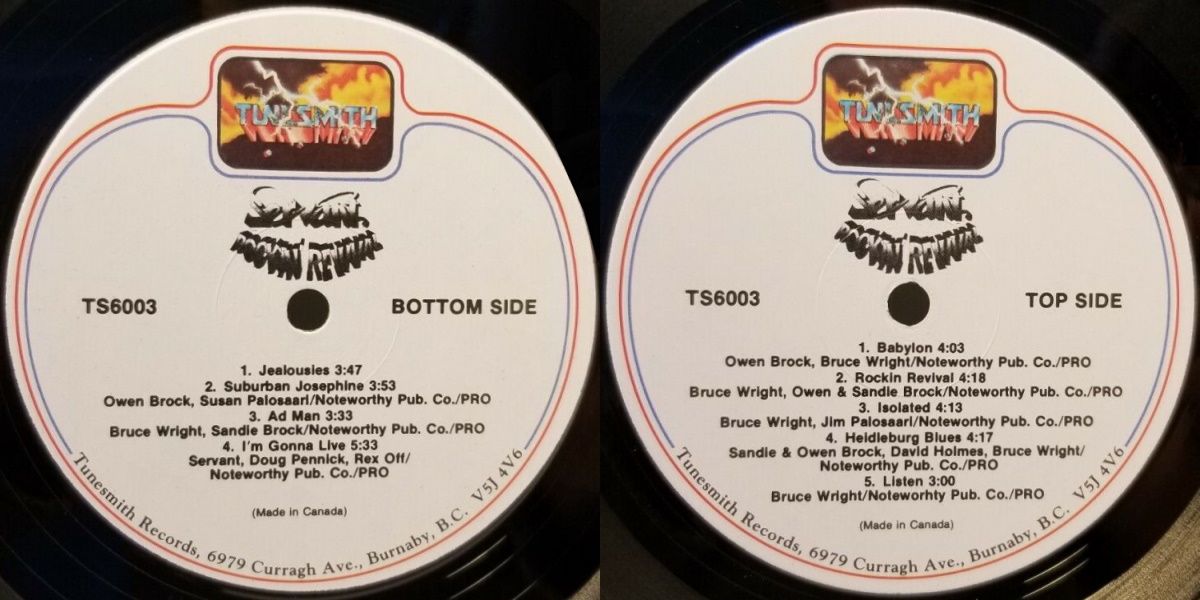 TUNESMITH
SERVANT
ROCKIN' REVIVAL
TS6003
BOTTOM SIDE
1. Jealousies 3:47
2. Suburban Josephine 3:53
Owen Brock, Susan Palosaari/Noteworthy Pub. Co./PRO
3. Ad Man 3:33
Bruce Wright, Sandie Brock/Noteworthy Pub. Co./PRO
4. I'm Gonna Live 5:33
Servant, Doug Pennick, Rex Off/
Noteworthy Pub. Co./PRO
(Made in Canada)
Tunesmith Records, 6979 Curragh Ave., Burnaby, B.C. V5J 4V6
TUNESMITH
SERVANT
ROCKIN' REVIVAL
TS6003
TOP SIDE
1. Babylon 4:03
Owen Brock, Bruce Wright/Noteworthy Pub. Co./PRO
2. Rockin Revival 4:18
Bruce Wright, Owen & Sandie Brock/Noteworthy Pub. Co./PRO
3. Isolated 4:13
Bruce Wright, Jim Palosaari/Noteworthy Pub. Co./PRO
4. Heidleburg Blues 4:17
Sandie & Owen Brock, David Holmes, Bruce Wright/
Noteworthy Pub. Co./PRO
5. Listen 3:00
Bruce Wright/Noteworhty Pub. Co./PRO
(Made in Canada)
Tunesmith Records, 6979 Curragh Ave., Burnaby, B.C. V5J 4V6